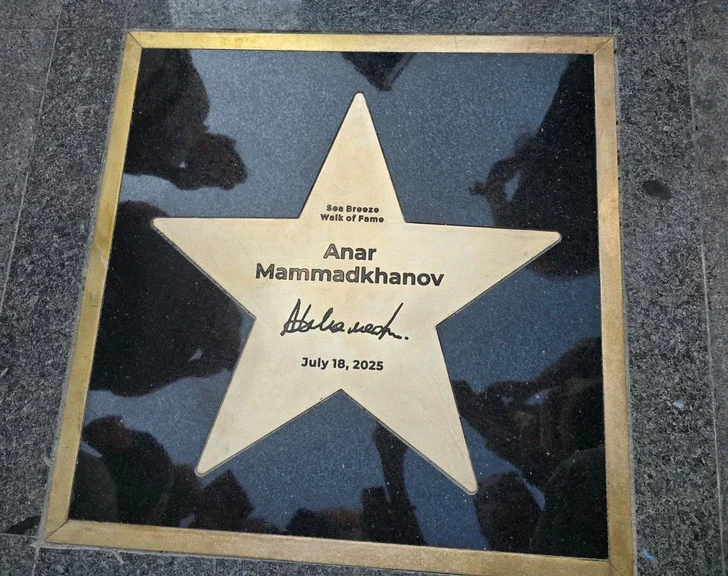 Sea Breeze
Walk of Fame
Anar
Mammadkhanov
July 18, 2025